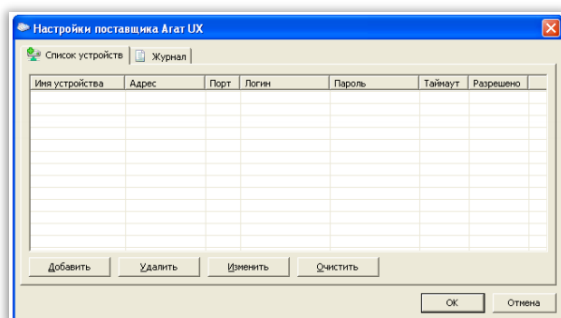 Настройки поставщика Агат UX
Список устройств Журнал
Имя устройства Адрес Порт Логин Пароль Таймаут Разрешено
Добавить Удалить Изменить Очистить
ОК Отмена